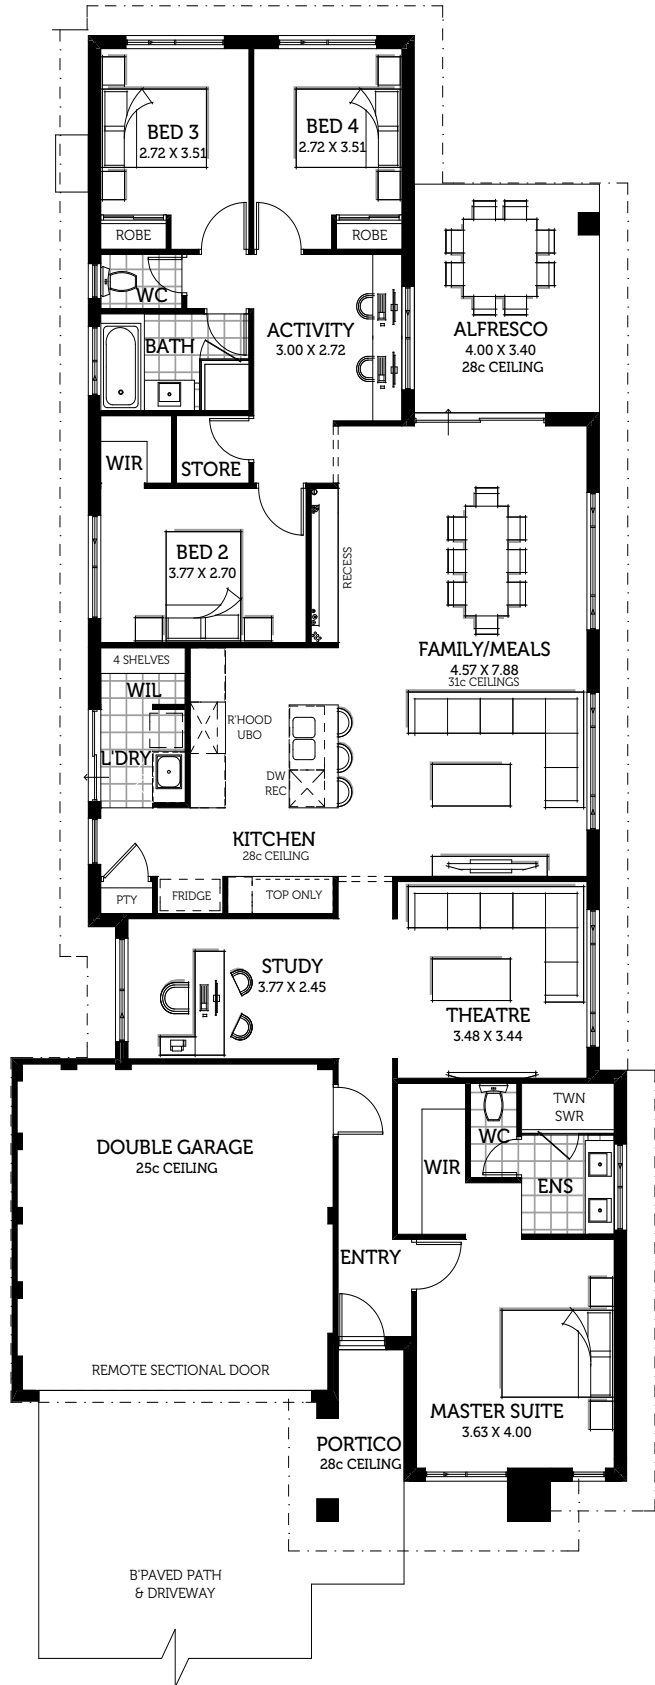 BED 3
2.72 X 3.51
BED 4
2.72 X 3.51
ROBE
ROBE
WC
BATH
ACTIVITY
3.00 X 2.72
ALFRESCO
4.00 X 3.40
28c CEILING
WIR
STORE
BED 2
3.77 X 2.70
RECESS
FAMILY/MEALS
4.57 X 7.88
31c CEILINGS
4 SHELVES
WIL
L'DRY
R'HOOD
UBO
DW
REC
KITCHEN
28c CEILING
PTY
FRIDGE
TOP ONLY
STUDY
3.77 X 2.45
THEATRE
3.48 X 3.44
DOUBLE GARAGE
25c CEILING
TWN
SWR
WC
WIR
ENS
ENTRY
REMOTE SECTIONAL DOOR
MASTER SUITE
3.63 X 4.00
PORTICO
28c CEILING
B'PAVED PATH
& DRIVEWAY